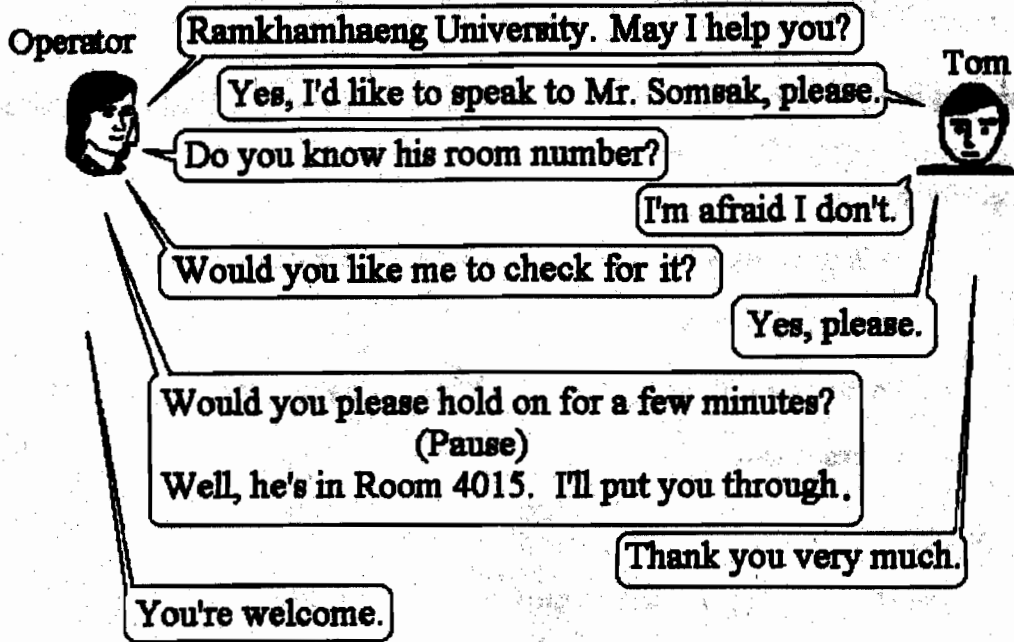 Operator
Ramkhamhaeng University. May I help you?
Tom
Yes, I'd like to speak to Mr. Somsak, please.
Do you know his room number?
I'm afraid I don't.
Would you like me to check for it?
Yes, please.
Would you please hold on for a few minutes?
(Pause)
Well, he's in Room 4015. I'll put you through.
Thank you very much.
You're welcome.